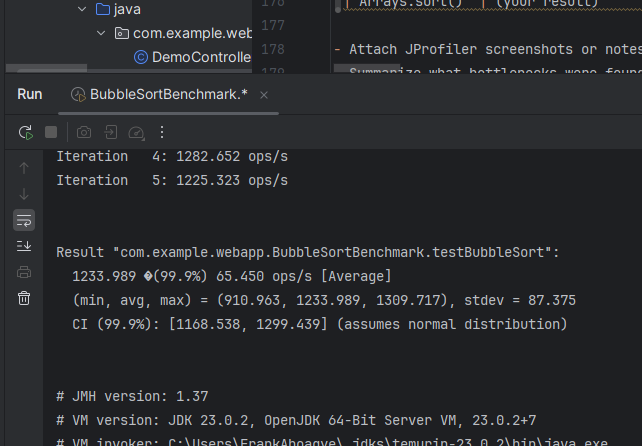 java
com.example.web
DemoControlle
176
| Arrays.sort() | (your result)
177
178
- Attach JProfiler screenshots or notes
179
Summarize what bottlenecks were foun
Run
BubbleSortBenchmark.*
Iteration   4: 1282.652 ops/s
Iteration   5: 1225.323 ops/s
Result "com.example.webapp.BubbleSortBenchmark.testBubbleSort":
1233.989 �(99.9%) 65.450 ops/s [Average]
(min, avg, max) = (910.963, 1233.989, 1309.717), stdev = 87.375
CI (99.9%): [1168.538, 1299.439] (assumes normal distribution)
# JMH version: 1.37
# VM version: JDK 23.0.2, OpenJDK 64-Bit Server VM, 23.0.2+7
# VM invoker: C:\Users\FrankAboagye\.jdks\temurin-23.0.2\bin\java.exe